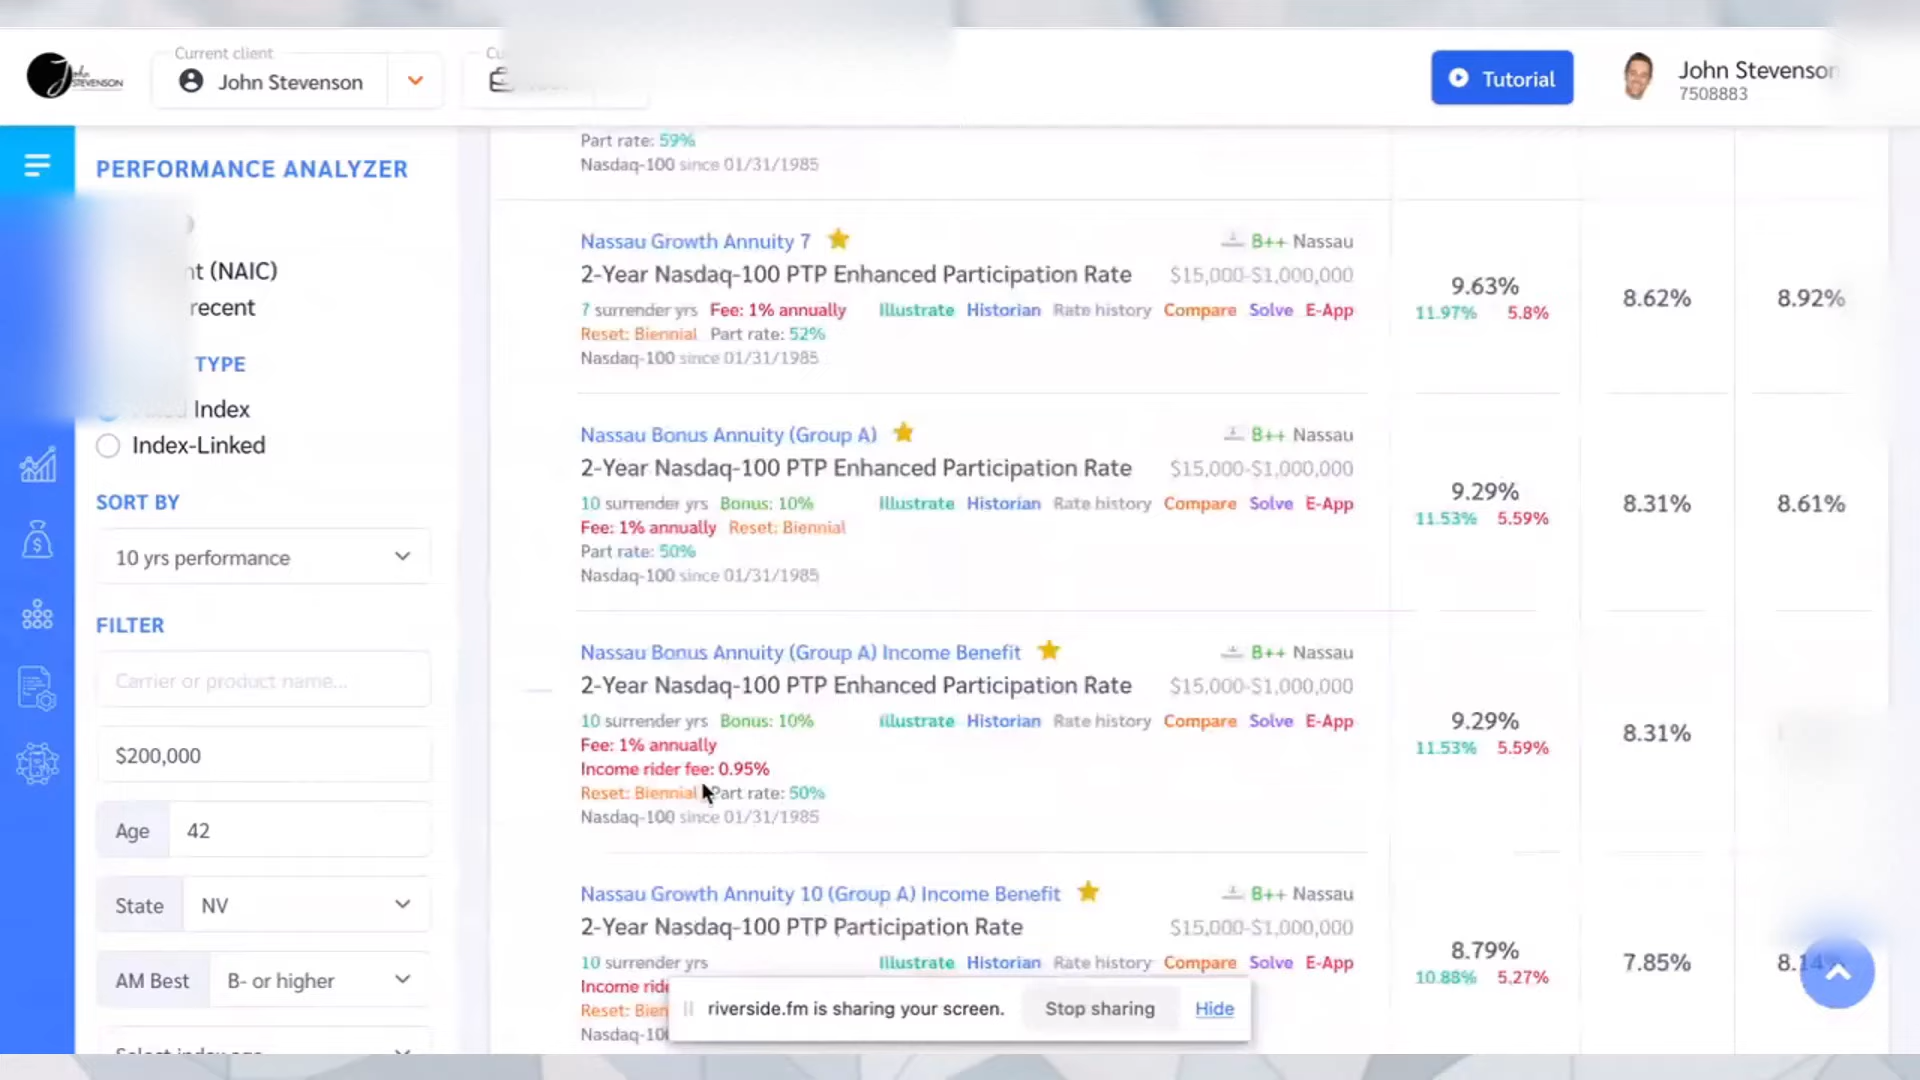 Current client
John Stevenson
John STEVENSON
Tutorial
John Stevenson
7508883
PERFORMANCE ANALYZER
(NAIC)
recent
TYPE
Index
Index-Linked
SORT BY
10 yrs performance
FILTER
Carrier or product name...
$200,000
Age 42
State NV
AM Best B- or higher
Part rate: 59%
Nasdaq-100 since 01/31/1985
Nassau Growth Annuity 7 B++ Nassau
2-Year Nasdaq-100 PTP Enhanced Participation Rate $15,000-$1,000,000
7 surrender yrs Fee: 1% annually Illustrate Historian Rate history Compare Solve E-App
Reset: Biennial Part rate: 52%
Nasdaq-100 since 01/31/1985
9.63%
11.97% 5.8%
8.62%
8.92%
Nassau Bonus Annuity (Group A) B++ Nassau
2-Year Nasdaq-100 PTP Enhanced Participation Rate $15,000-$1,000,000
10 surrender yrs Bonus: 10% Illustrate Historian Rate history Compare Solve E-App
Fee: 1% annually Reset: Biennial
Part rate: 50%
Nasdaq-100 since 01/31/1985
9.29%
11.53% 5.59%
8.31%
8.61%
Nassau Bonus Annuity (Group A) Income Benefit B++ Nassau
2-Year Nasdaq-100 PTP Enhanced Participation Rate $15,000-$1,000,000
10 surrender yrs Bonus: 10% Illustrate Historian Rate history Compare Solve E-App
Fee: 1% annually
Income rider fee: 0.95%
Reset: Biennial Part rate: 50%
Nasdaq-100 since 01/31/1985
9.29%
11.53% 5.59%
8.31%
Nassau Growth Annuity 10 (Group A) Income Benefit B++ Nassau
2-Year Nasdaq-100 PTP Participation Rate $15,000-$1,000,000
10 surrender yrs Illustrate Historian Rate history Compare Solve E-App
Income
Reset:
8.79%
10.88% 5.27%
7.85%
riverside.fm is sharing your screen. Stop sharing Hide